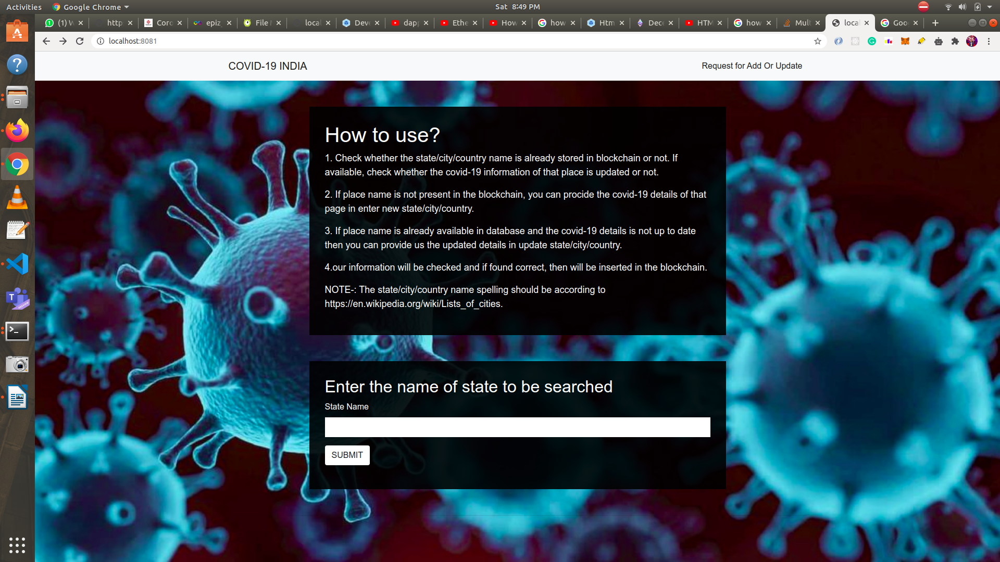 Activities Google Chrome Sat 8:49 PM
(1) W http Coro epiz_ File M local Deve dapp Ethe How how Htm Dece HTM how Mult local Goo
localhost:8081
COVID-19 INDIA Request for Add Or Update
How to use?
1. Check whether the state/city/country name is already stored in blockchain or not. If
available, check whether the covid-19 information of that place is updated or not.
2. If place name is not present in the blockchain, you can procide the covid-19 details of that
page in enter new state/city/country.
3. If place name is already available in database and the covid-19 details is not up to date
then you can provide us the updated details in update state/city/country.
4.our information will be checked and if found correct, then will be inserted in the blockchain.
NOTE-: The state/city/country name spelling should be according to
https://en.wikipedia.org/wiki/Lists_of_cities.
Enter the name of state to be searched
State Name
SUBMIT